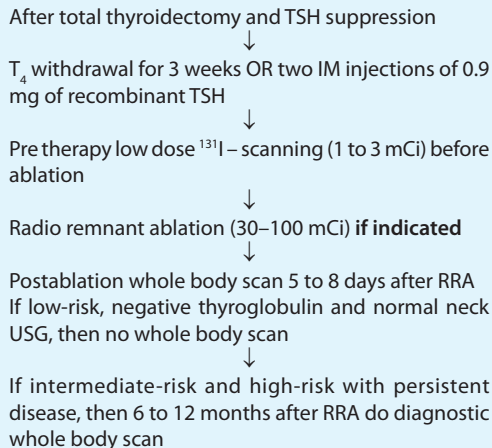 After total thyroidectomy and TSH suppression
↓
T₄ withdrawal for 3 weeks OR two IM injections of 0.9
mg of recombinant TSH
↓
Pre therapy low dose ¹³¹I – scanning (1 to 3 mCi) before
ablation
↓
Radio remnant ablation (30–100 mCi) if indicated
↓
Postablation whole body scan 5 to 8 days after RRA
If low-risk, negative thyroglobulin and normal neck
USG, then no whole body scan
↓
If intermediate-risk and high-risk with persistent
disease, then 6 to 12 months after RRA do diagnostic
whole body scan